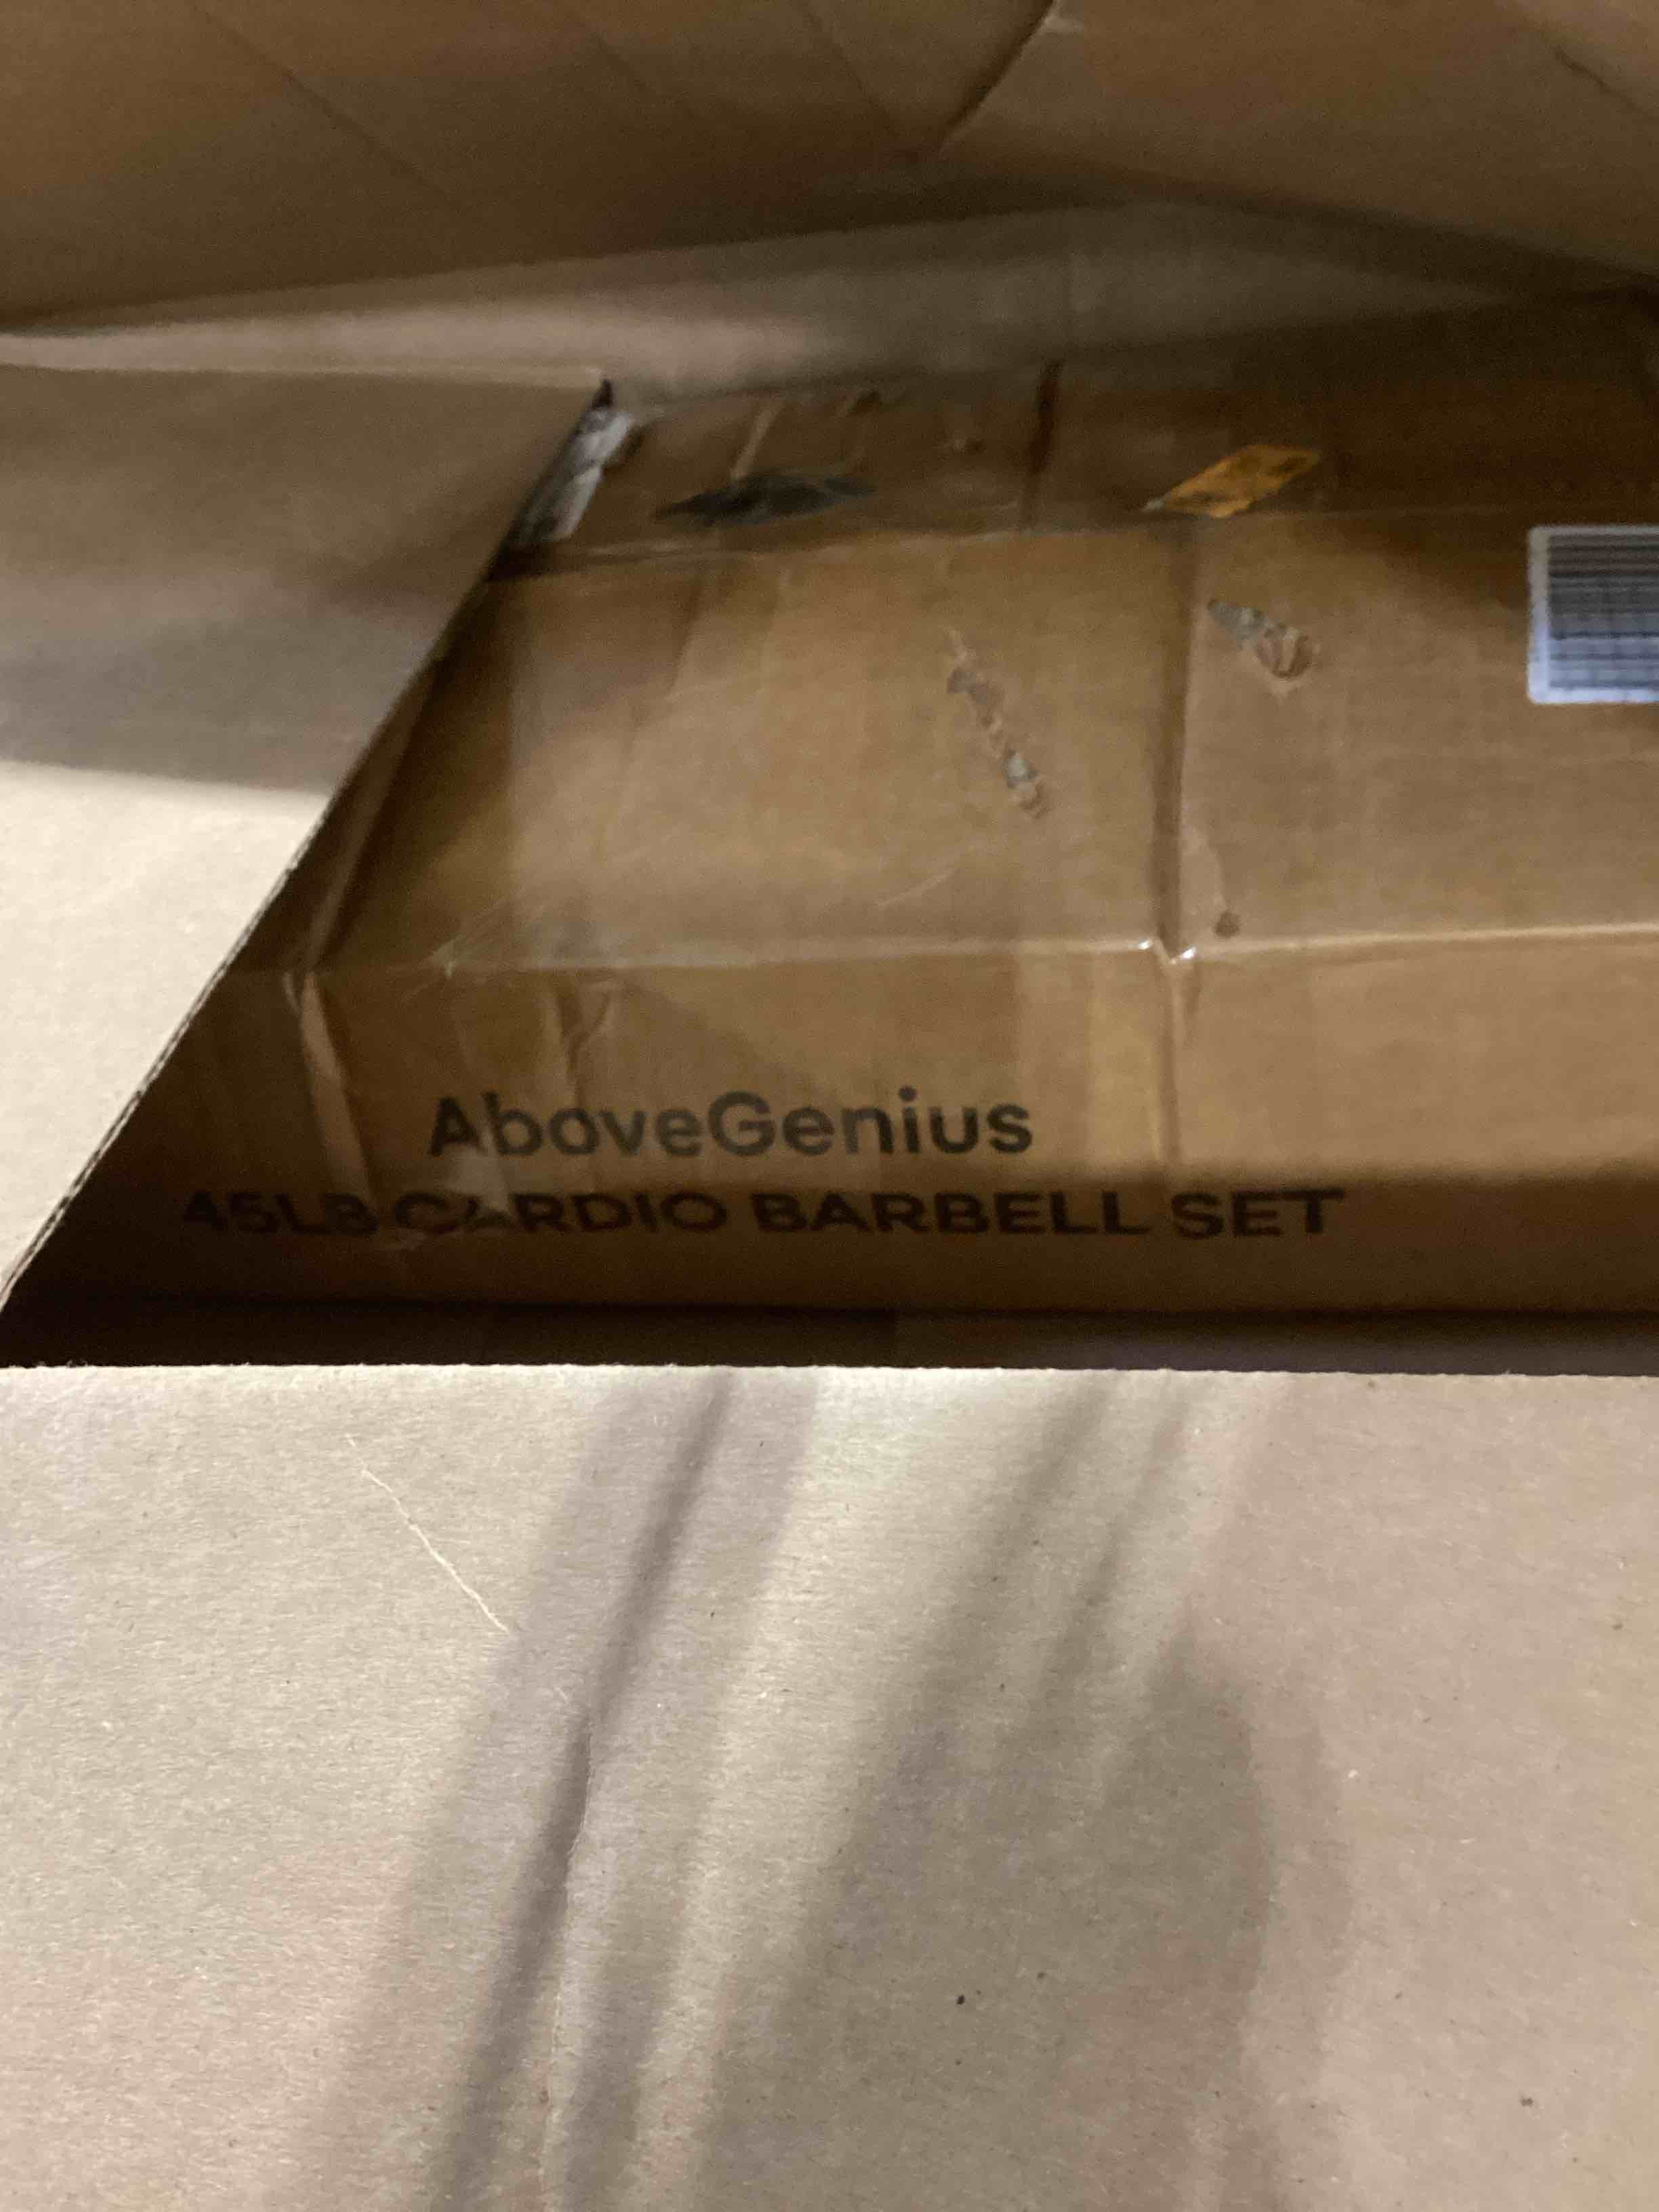 AboveGenius
45LB CARDIO BARBELL SET